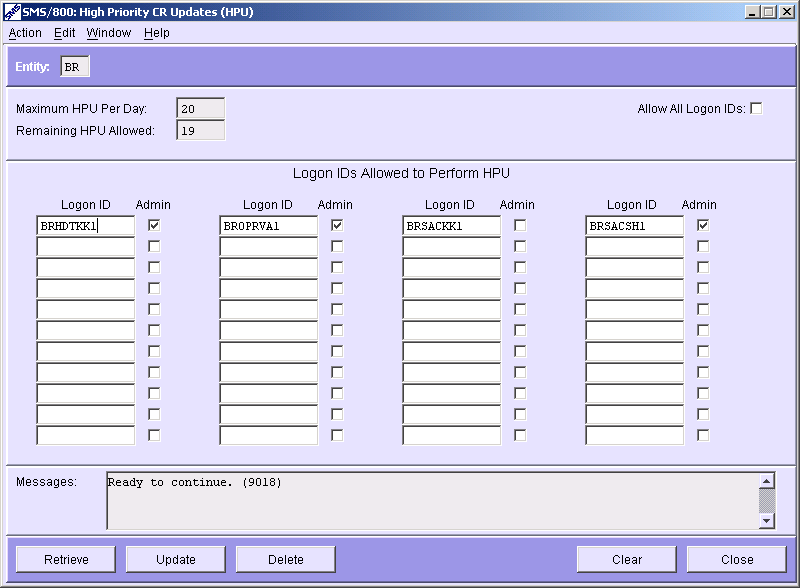 SMS/800: High Priority CR Updates (HPU)
Action Edit Window Help
Entity: BR
Maximum HPU Per Day: 20 Allow All Logon IDs:
Remaining HPU Allowed: 19
Logon IDs Allowed to Perform HPU
Logon ID Admin Logon ID Admin Logon ID Admin Logon ID Admin
BRHDTKK1 BROPRVA1 BRSACKK1 BRSACSH1
Messages: Ready to continue. (9018)
Retrieve Update Delete Clear Close